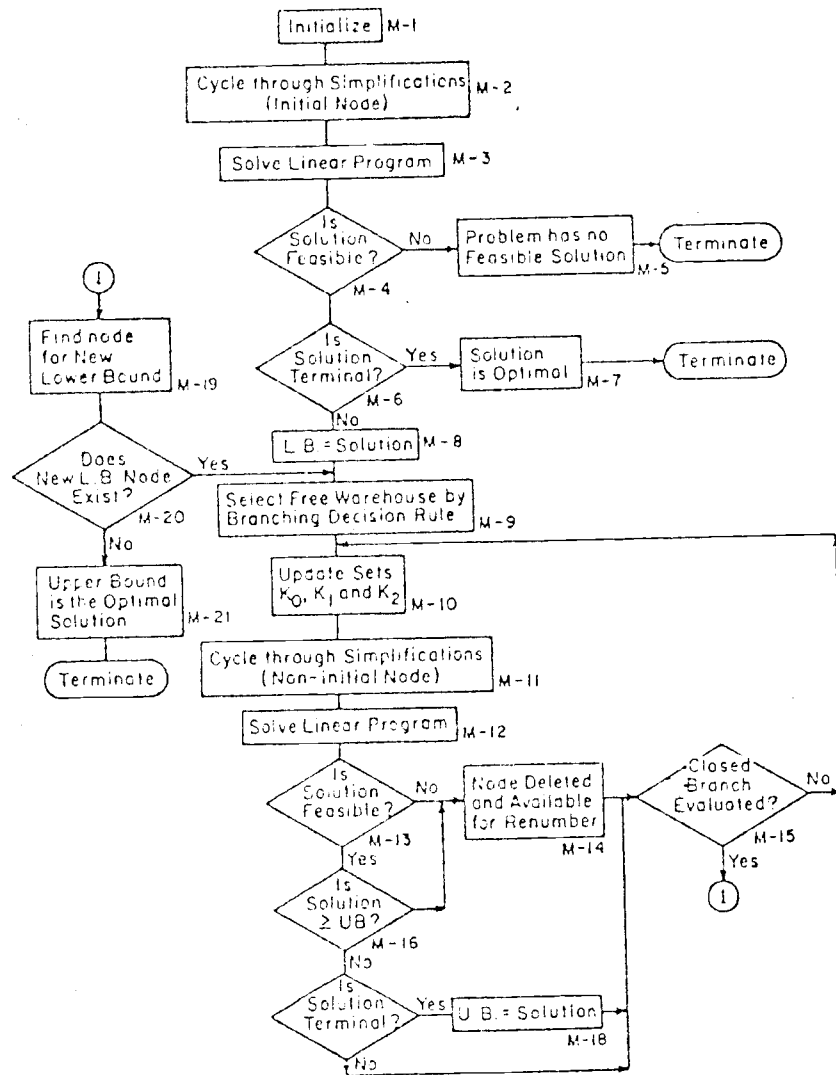 Initialize M-1
Cycle through Simplifications
(Initial Node)
M-2
Solve Linear Program
M-3
Is
Solution
Feasible?
M-4
No
Problem has no
Feasible Solution
M-5
Terminate
Is
Solution
Terminal?
M-6
Yes
Solution
is Optimal
M-7
Terminate
No
L.B.= Solution
M-8
1
Find node
for New
Lower Bound
M-19
Does
New L.B. Node
Exist?
M-20
Yes
No
Upper Bound
is the Optimal
Solution
M-21
Terminate
Select Free Warehouse by
Branching Decision Rule
M-9
Update Sets
K0, K1 and K2
M-10
Cycle through Simplifications
(Non-initial Node)
M-11
Solve Linear Program
M-12
Is
Solution
Feasible?
M-13
No
Yes
Node Deleted
and Available
for Renumber
M-14
Closed
Branch
Evaluated?
M-15
No
Yes
1
Is
Solution
≥ UB?
M-16
No
Is
Solution
Terminal?
Yes
U.B.= Solution
M-18
No